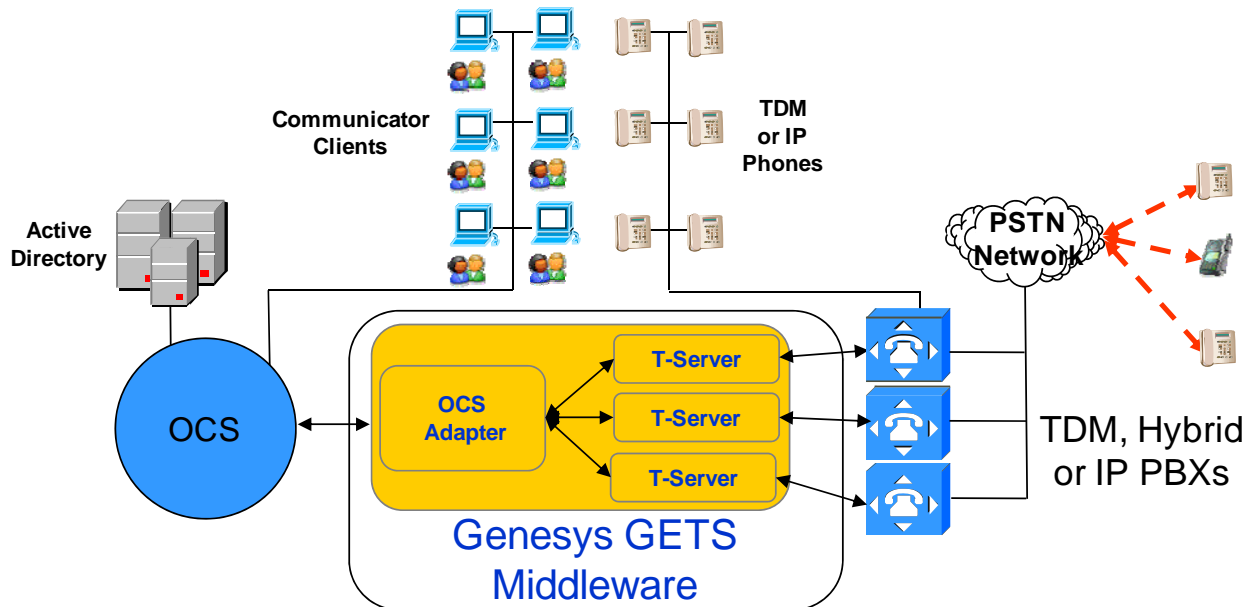 Communicator
Clients
TDM
or IP
Phones
Active
Directory
PSTN
Network
T-Server
OCS
OCS
Adapter
T-Server
T-Server
TDM, Hybrid
or IP PBXs
Genesys GETS
Middleware